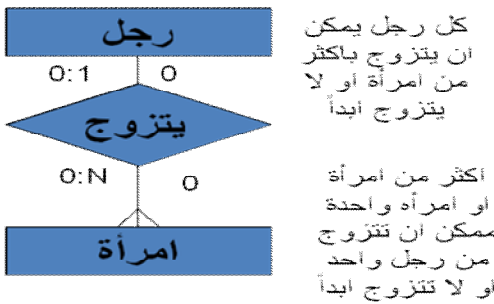 رجل
0:1 0
يتزوج
0:N 0
امرأة
كل رجل يمكن
ان يتزوج باكثر
من امرأة او لا
يتزوج ابداً
اكثر من امرأة
او امرأه واحدة
ممكن ان تتزوج
من رجل واحد
او لا تتزوج ابداً